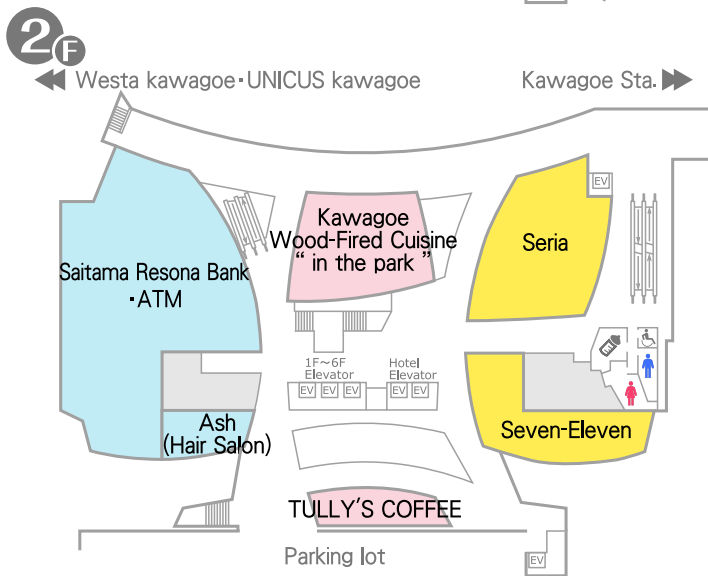 2F
Westa kawagoe・UNICUS kawagoe
Kawagoe Sta.
EV
Kawagoe
Wood-Fired Cuisine
“ in the park ”
Seria
Saitama Resona Bank
・ATM
1F～6F
Elevator
Hotel
Elevator
EV EV EV EV EV
Ash
(Hair Salon)
Seven-Eleven
TULLY'S COFFEE
Parking lot
EV